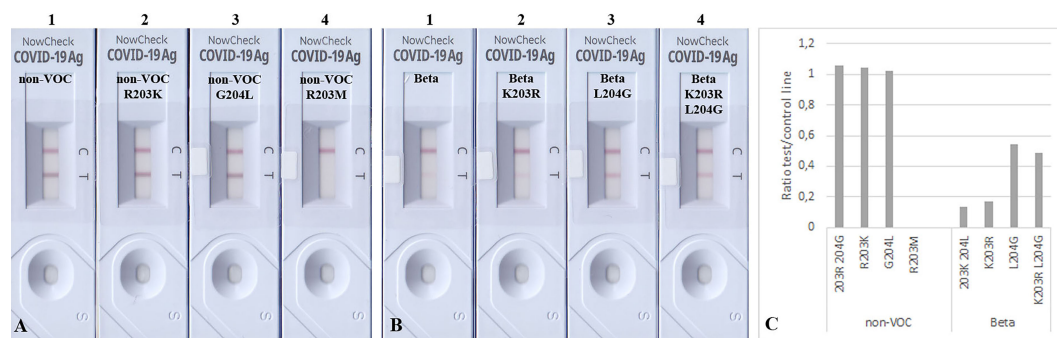 1
NowCheck
COVID-19 Ag
non-VOC
C
T
S
2
NowCheck
COVID-19 Ag
non-VOC
R203K
C
T
S
3
NowCheck
COVID-19 Ag
non-VOC
G204L
C
T
S
4
NowCheck
COVID-19 Ag
non-VOC
R203M
C
T
S
A
1
NowCheck
COVID-19 Ag
Beta
C
T
S
2
NowCheck
COVID-19 Ag
Beta
K203R
C
T
S
3
NowCheck
COVID-19 Ag
Beta
L204G
C
T
S
4
NowCheck
COVID-19 Ag
Beta
K203R
L204G
C
T
S
B
Ratio test/control line
1,2
1
0,8
0,6
0,4
0,2
0
203R 204G
R203K
G204L
R203M
203K 204L
K203R
L204G
K203R L204G
non-VOC
Beta
C